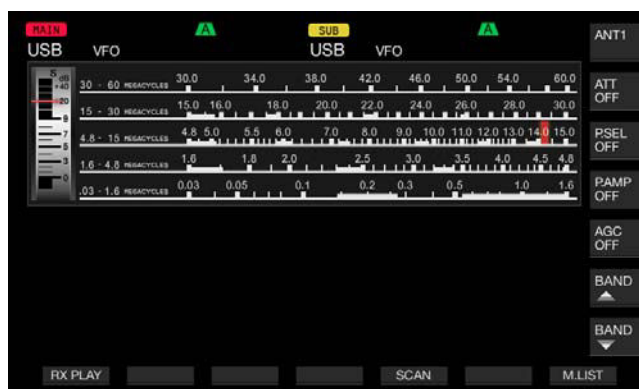 MAIN A SUB A
USB VFO USB VFO
ANT1
ATT
OFF
P.SEL
OFF
P.AMP
OFF
AGC
OFF
BAND
BAND
S dB
+40
20
9
7
5
3
0
30 - 60 MEGACYCLES 30.0 34.0 38.0 42.0 46.0 50.0 54.0 60.0
15 - 30 MEGACYCLES 15.0 16.0 18.0 20.0 22.0 24.0 26.0 28.0 30.0
4.8 - 15 MEGACYCLES 4.8 5.0 5.5 6.0 7.0 8.0 9.0 10.0 11.0 12.0 13.0 14.0 15.0
1.6 - 4.8 MEGACYCLES 1.6 1.8 2.0 2.5 3.0 3.5 4.0 4.5 4.8
.03 - 1.6 MEGACYCLES 0.03 0.05 0.1 0.2 0.3 0.5 1.0 1.6
RX PLAY SCAN M.LIST